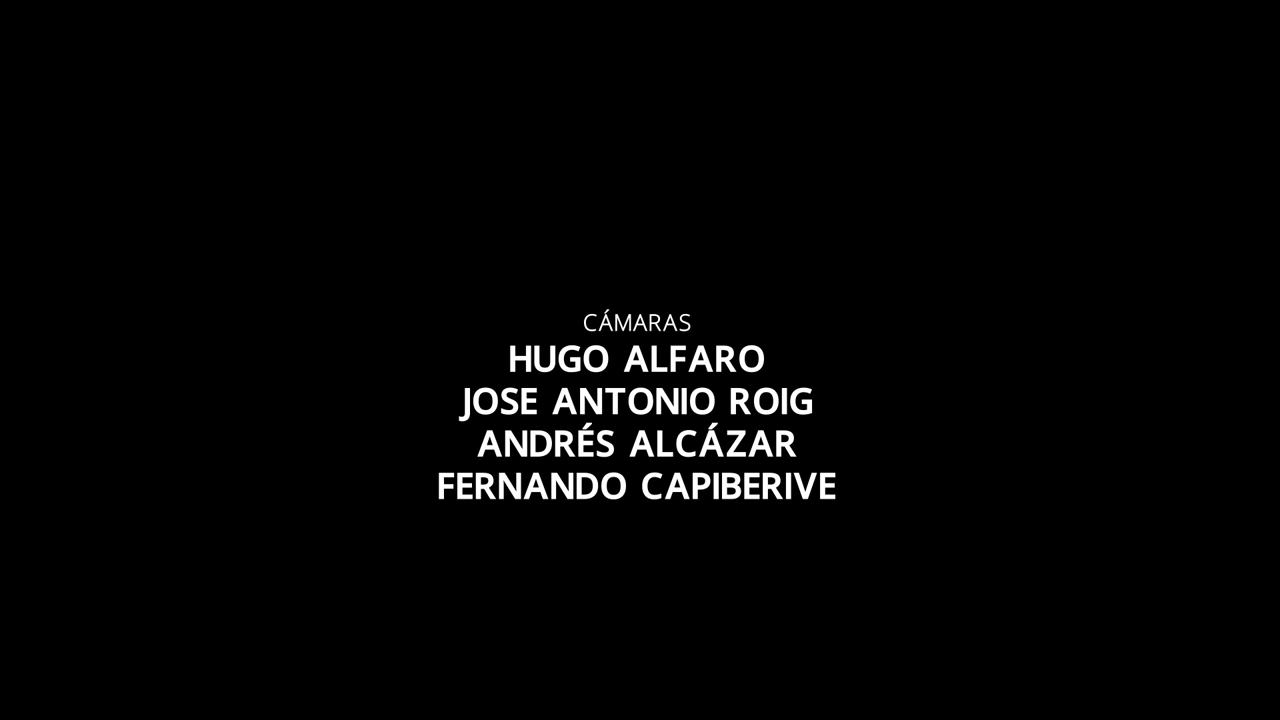 CÁMARAS
HUGO ALFARO
JOSE ANTONIO ROIG
ANDRÉS ALCÁZAR
FERNANDO CAPIBERIVE